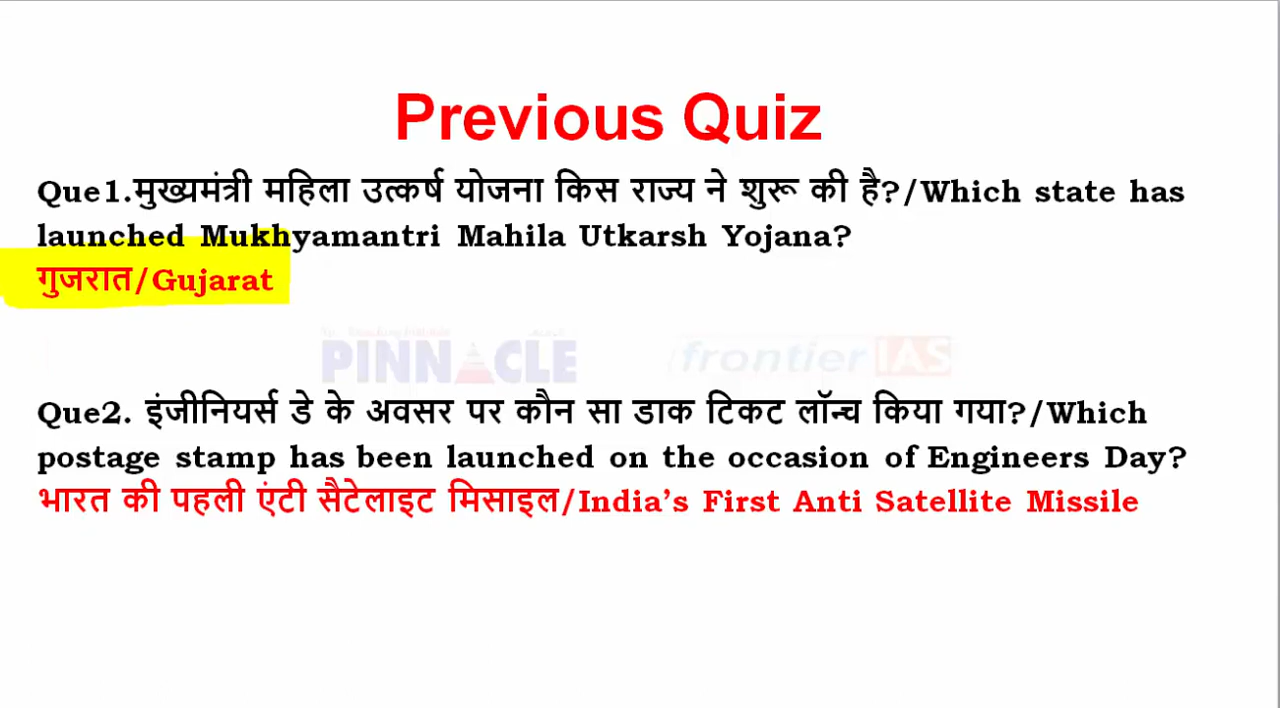 Previous Quiz
Que1.मुख्यमंत्री महिला उत्कर्ष योजना किस राज्य ने शुरू की है?/Which state has
launched Mukhyamantri Mahila Utkarsh Yojana?
गुजरात/Gujarat
PINNACLE frontier IAS
Que2. इंजीनियर्स डे के अवसर पर कौन सा डाक टिकट लॉन्च किया गया?/Which
postage stamp has been launched on the occasion of Engineers Day?
भारत की पहली एंटी सैटेलाइट मिसाइल/India's First Anti Satellite Missile